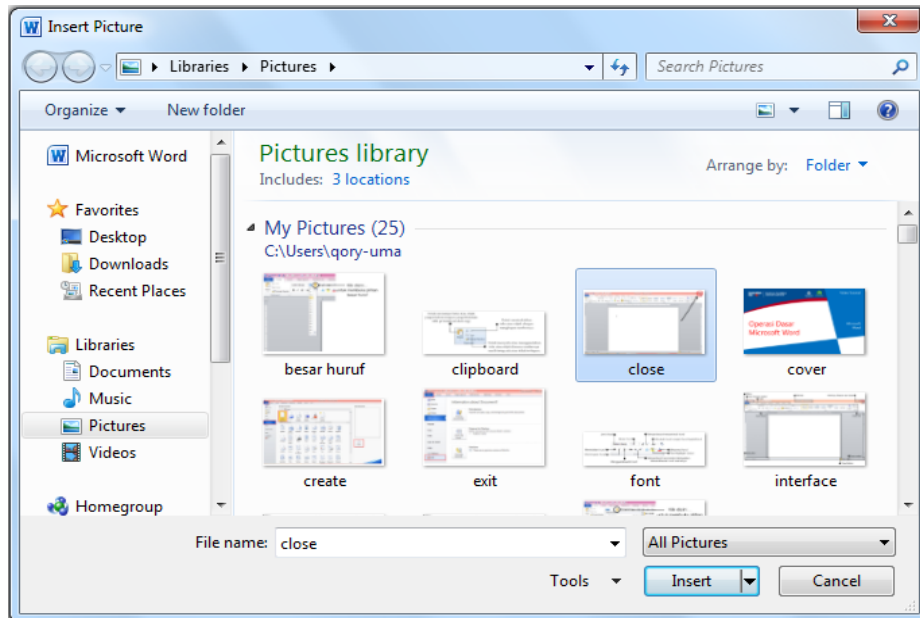 Insert Picture
Libraries Pictures
Search Pictures
Organize New folder
Microsoft Word
Favorites
Desktop
Downloads
Recent Places
Libraries
Documents
Music
Pictures
Videos
Homegroup
Pictures library
Includes: 3 locations
Arrange by: Folder
My Pictures (25)
C:\Users\qory-uma
besar huruf clipboard close cover
Operasi Dasar
Microsoft Word
create exit font interface
File name: close All Pictures
Tools Insert Cancel